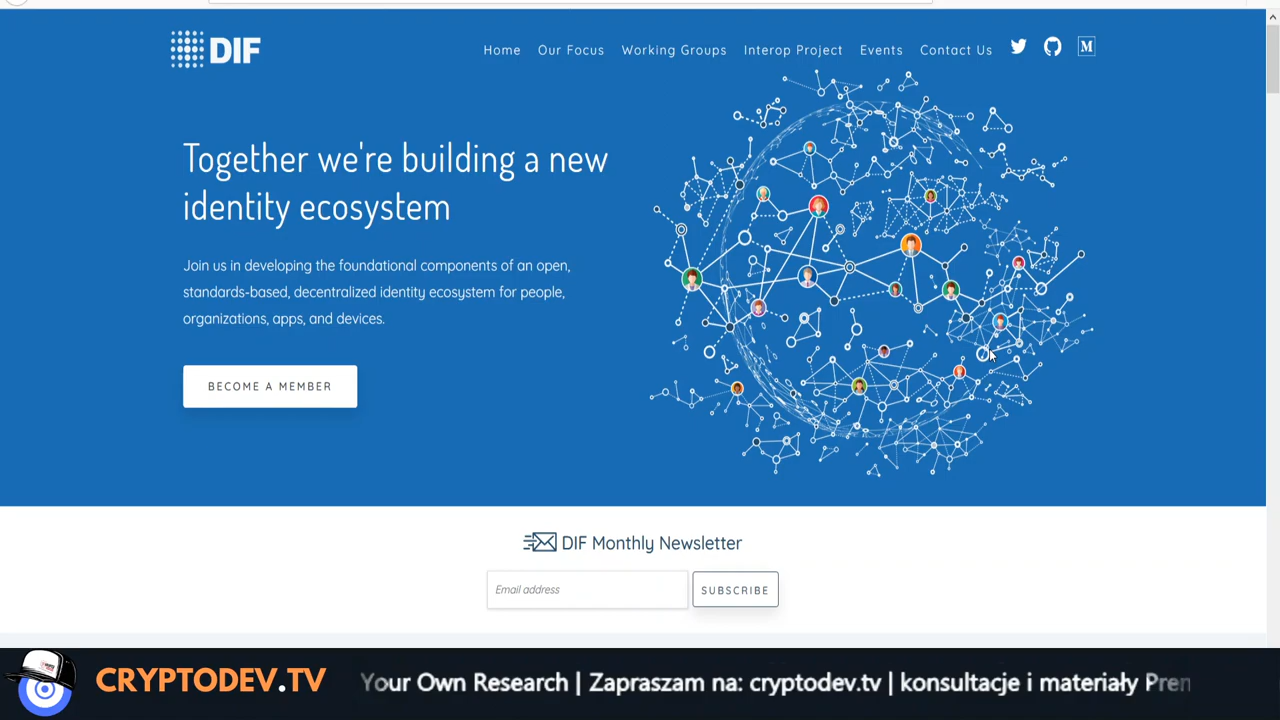 DIF
Home Our Focus Working Groups Interop Project Events Contact Us M
Together we're building a new
identity ecosystem
Join us in developing the foundational components of an open,
standards-based, decentralized identity ecosystem for people,
organizations, apps, and devices.
BECOME A MEMBER
DIF Monthly Newsletter
Email address SUBSCRIBE
CRYPTODEV.TV Your Own Research | Zapraszam na: cryptodev.tv | konsultacje i materiały Pren